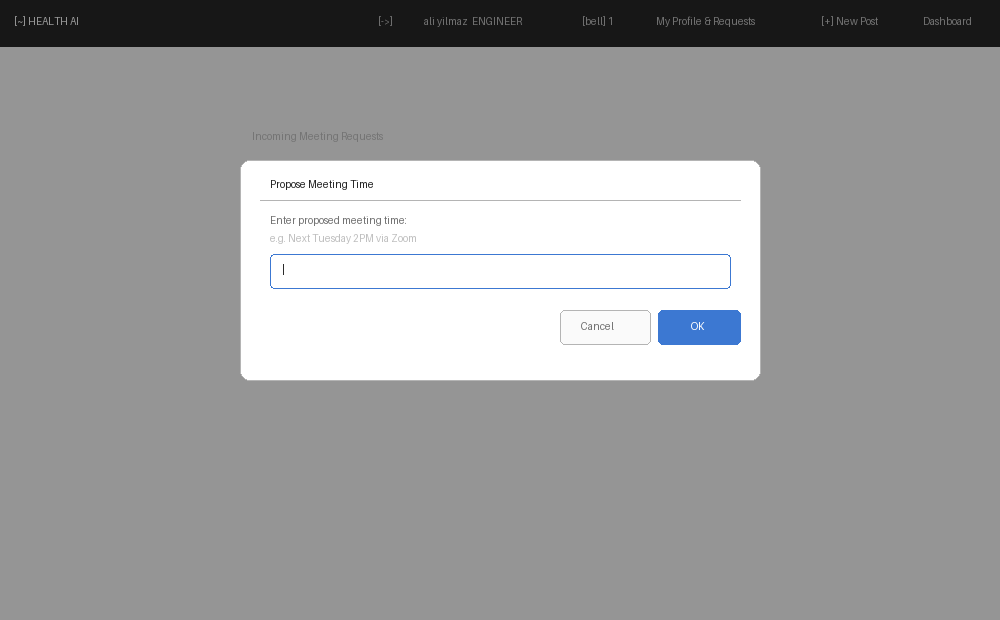 [~] HEALTH AI [->] ali yilmaz ENGINEER [bell] 1 My Profile & Requests [+] New Post Dashboard
Incoming Meeting Requests
Propose Meeting Time
Enter proposed meeting time:
e.g. Next Tuesday 2PM via Zoom
Cancel OK